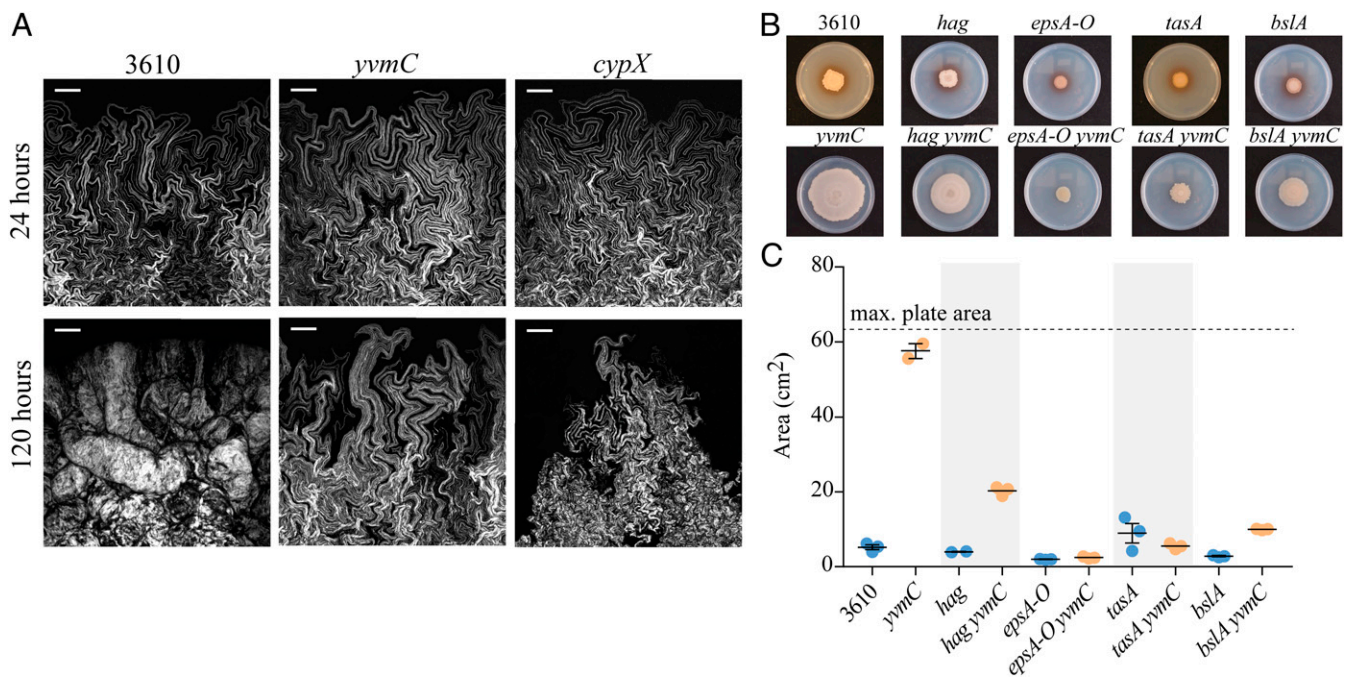 A
3610
yvmC
cypX
24 hours
120 hours
B
3610
hag
epsA-O
tasA
bslA
yvmC
hag yvmC
epsA-O yvmC
tasA yvmC
bslA yvmC
C
80
60
40
20
0
Area (cm2)
max. plate area
3610
yvmC
hag
hag yvmC
epsA-O
epsA-O yvmC
tasA
tasA yvmC
bslA
bslA yvmC